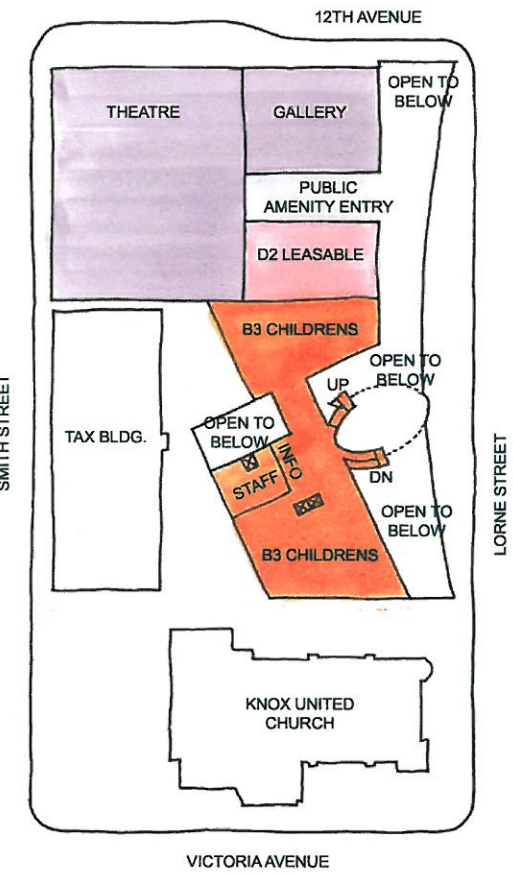 12TH AVENUE
OPEN TO
BELOW
THEATRE
GALLERY
PUBLIC
AMENITY ENTRY
D2 LEASABLE
B3 CHILDRENS
OPEN TO
BELOW
UP
SMITH STREET
TAX BLDG.
OPEN TO
BELOW
INFO
STAFF
DN
LORNE STREET
OPEN TO
BELOW
B3 CHILDRENS
KNOX UNITED
CHURCH
VICTORIA AVENUE